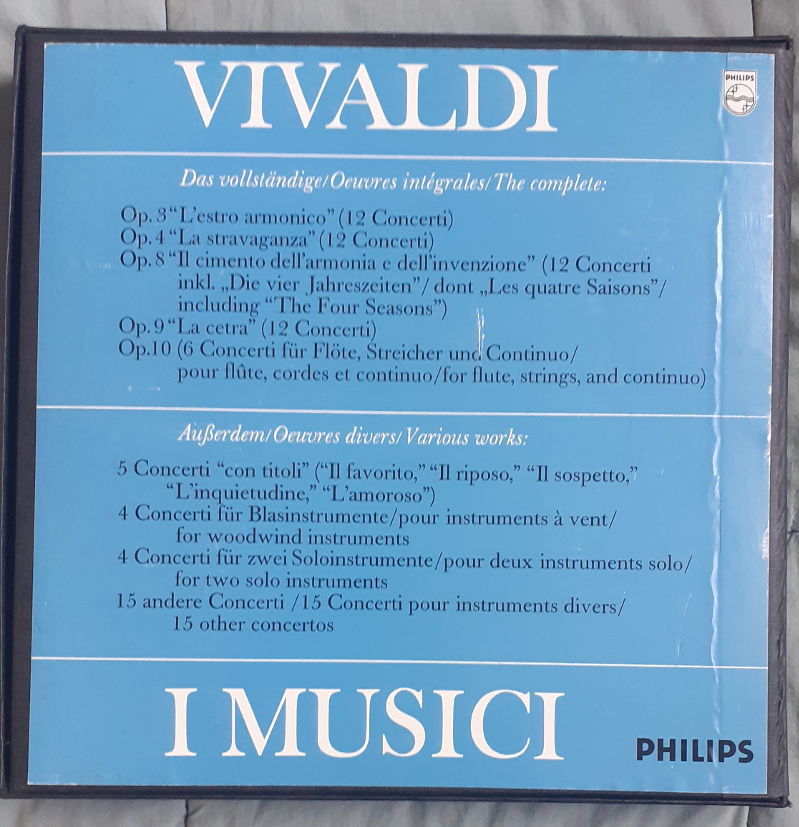 VIVALDI
PHILIPS
Das vollständige/Oeuvres intégrales/The complete:
Op. 3 “L'estro armonico” (12 Concerti)
Op. 4 “La stravaganza” (12 Concerti)
Op. 8 “Il cimento dell'armonia e dell'invenzione” (12 Concerti
inkl. „Die vier Jahreszeiten”/ dont „Les quatre Saisons”/
including “The Four Seasons”)
Op. 9 “La cetra” (12 Concerti)
Op.10 (6 Concerti für Flöte, Streicher und Continuo/
pour flûte, cordes et continuo/for flute, strings, and continuo)
Außerdem/Oeuvres divers/Various works:
5 Concerti “con titoli” (“Il favorito,” “Il riposo,” “Il sospetto,”
“L'inquietudine,” “L'amoroso”)
4 Concerti für Blasinstrumente/pour instruments à vent/
for woodwind instruments
4 Concerti für zwei Soloinstrumente/pour deux instruments solo/
for two solo instruments
15 andere Concerti /15 Concerti pour instruments divers/
15 other concertos
I MUSICI
PHILIPS